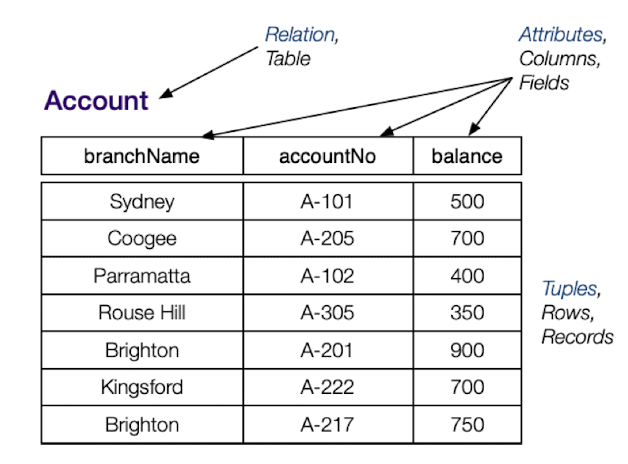 Relation,
Table
Attributes,
Columns,
Fields
Account
branchName accountNo balance
Sydney A-101 500
Coogee A-205 700
Parramatta A-102 400
Rouse Hill A-305 350
Brighton A-201 900
Kingsford A-222 700
Brighton A-217 750
Tuples,
Rows,
Records